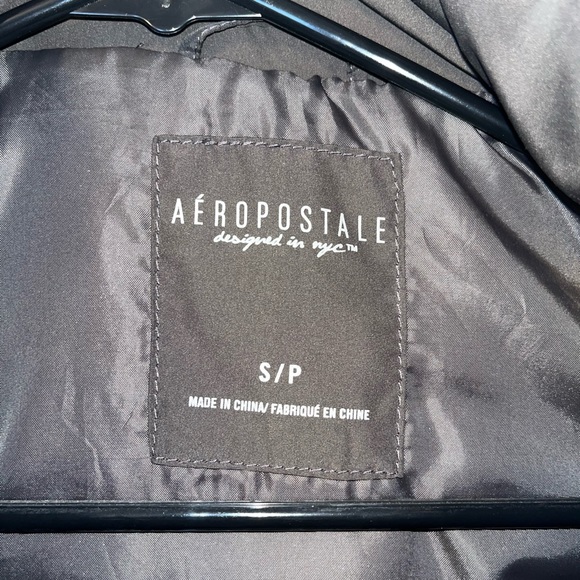 AÉROPOSTALE
designed in nyc™
S/P
MADE IN CHINA/ FABRIQUÉ EN CHINE